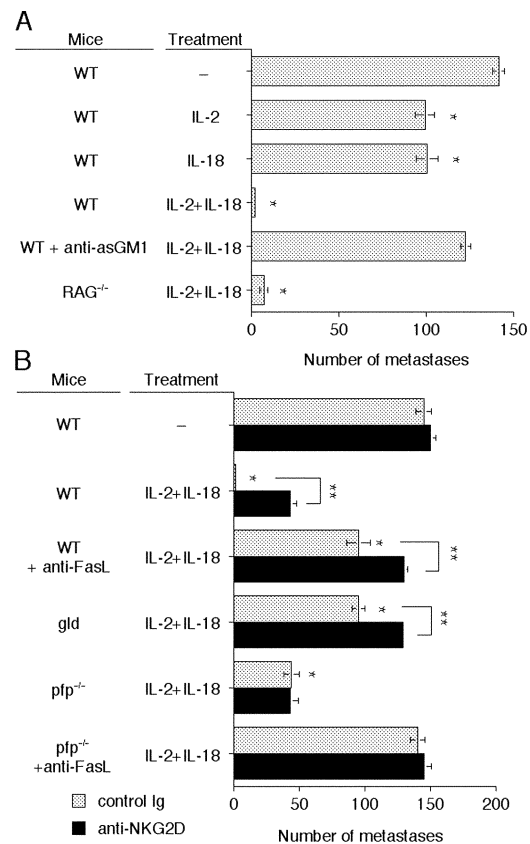 A
Mice Treatment
WT –
WT IL-2 *
WT IL-18 *
WT IL-2+IL-18 *
WT + anti-asGM1 IL-2+IL-18
RAG-/- IL-2+IL-18 *
0 50 100 150
Number of metastases
B
Mice Treatment
WT –
WT IL-2+IL-18 * **
WT
+ anti-FasL IL-2+IL-18 * **
gld IL-2+IL-18 * **
pfp-/- IL-2+IL-18 *
pfp-/-
+anti-FasL IL-2+IL-18
0 50 100 150 200
control Ig
anti-NKG2D
Number of metastases